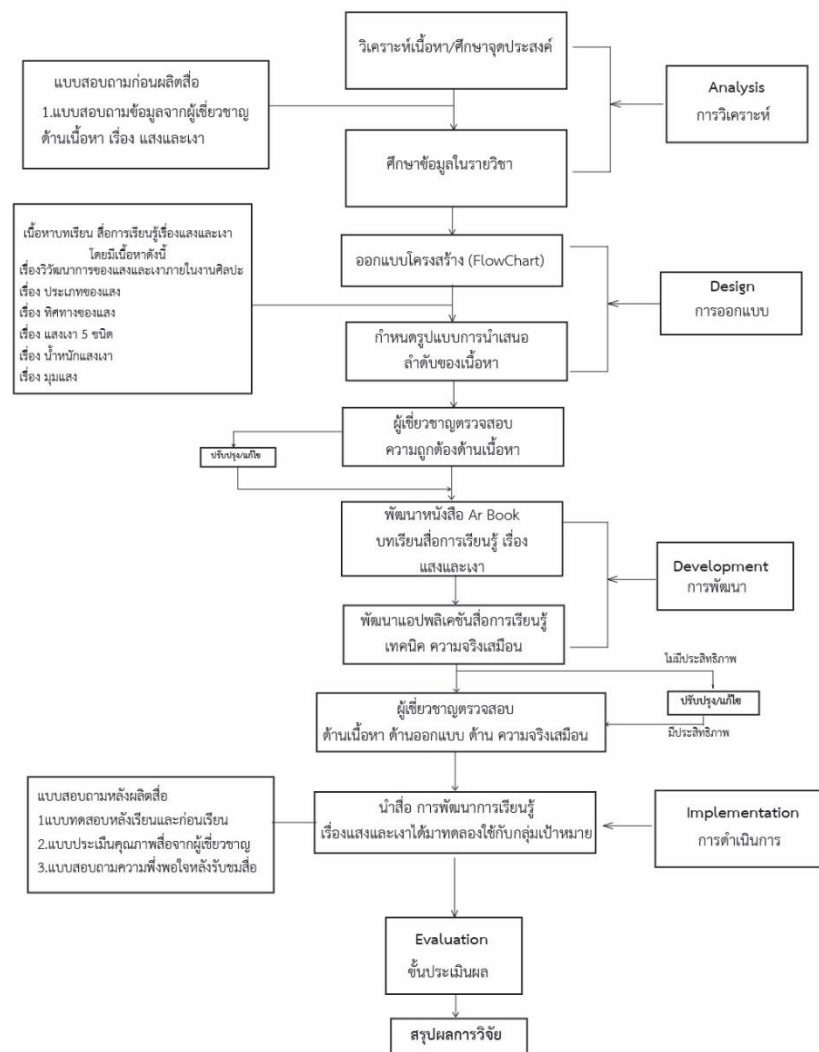 วิเคราะห์เนื้อหา/ศึกษาจุดประสงค์
แบบสอบถามก่อนผลิตสื่อ
1.แบบสอบถามข้อมูลจากผู้เชี่ยวชาญ
ด้านเนื้อหา เรื่อง แสงและเงา
Analysis
การวิเคราะห์
ศึกษาข้อมูลในรายวิชา
เนื้อหาบทเรียน สื่อการเรียนรู้เรื่องแสงและเงา
โดยมีเนื้อหาดังนี้
เรื่องวิวัฒนาการของแสงและเงาภายในงานศิลปะ
เรื่อง ประเภทของแสง
เรื่อง ทิศทางของแสง
เรื่อง แสงเงา 5 ชนิด
เรื่อง น้ำหนักแสงเงา
เรื่อง มุมแสง
ออกแบบโครงสร้าง (FlowChart)
Design
การออกแบบ
กำหนดรูปแบบการนำเสนอ
ลำดับของเนื้อหา
ผู้เชี่ยวชาญตรวจสอบ
ความถูกต้องด้านเนื้อหา
ปรับปรุง/แก้ไข
พัฒนาหนังสือ Ar Book
บทเรียนสื่อการเรียนรู้ เรื่อง
แสงและเงา
Development
การพัฒนา
พัฒนาแอปพลิเคชันสื่อการเรียนรู้
เทคนิค ความจริงเสมือน
ไม่มีประสิทธิภาพ
ปรับปรุง/แก้ไข
มีประสิทธิภาพ
ผู้เชี่ยวชาญตรวจสอบ
ด้านเนื้อหา ด้านออกแบบ ด้าน ความจริงเสมือน
แบบสอบถามหลังผลิตสื่อ
1แบบทดสอบหลังเรียนและก่อนเรียน
2.แบบประเมินคุณภาพสื่อจากผู้เชี่ยวชาญ
3.แบบสอบถามความพึ่งพอใจหลังรับชมสื่อ
นำสื่อ การพัฒนาการเรียนรู้
เรื่องแสงและเงาได้มาทดลองใช้กับกลุ่มเป้าหมาย
Implementation
การดำเนินการ
Evaluation
ขั้นประเมินผล
สรุปผลการวิจัย